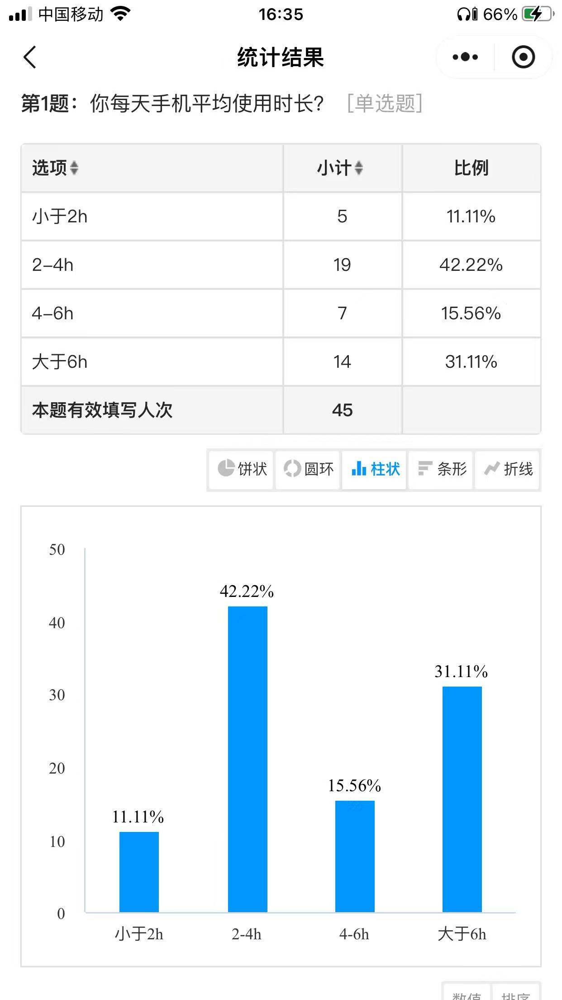 中国移动 16:35 66%
统计结果
第1题：你每天手机平均使用时长？ [单选题]
选项 小计 比例
小于2h 5 11.11%
2-4h 19 42.22%
4-6h 7 15.56%
大于6h 14 31.11%
本题有效填写人次 45
饼状 圆环 柱状 条形 折线
50
42.22%
40
31.11%
30
20
15.56%
11.11%
10
0
小于2h 2-4h 4-6h 大于6h
数值 排序